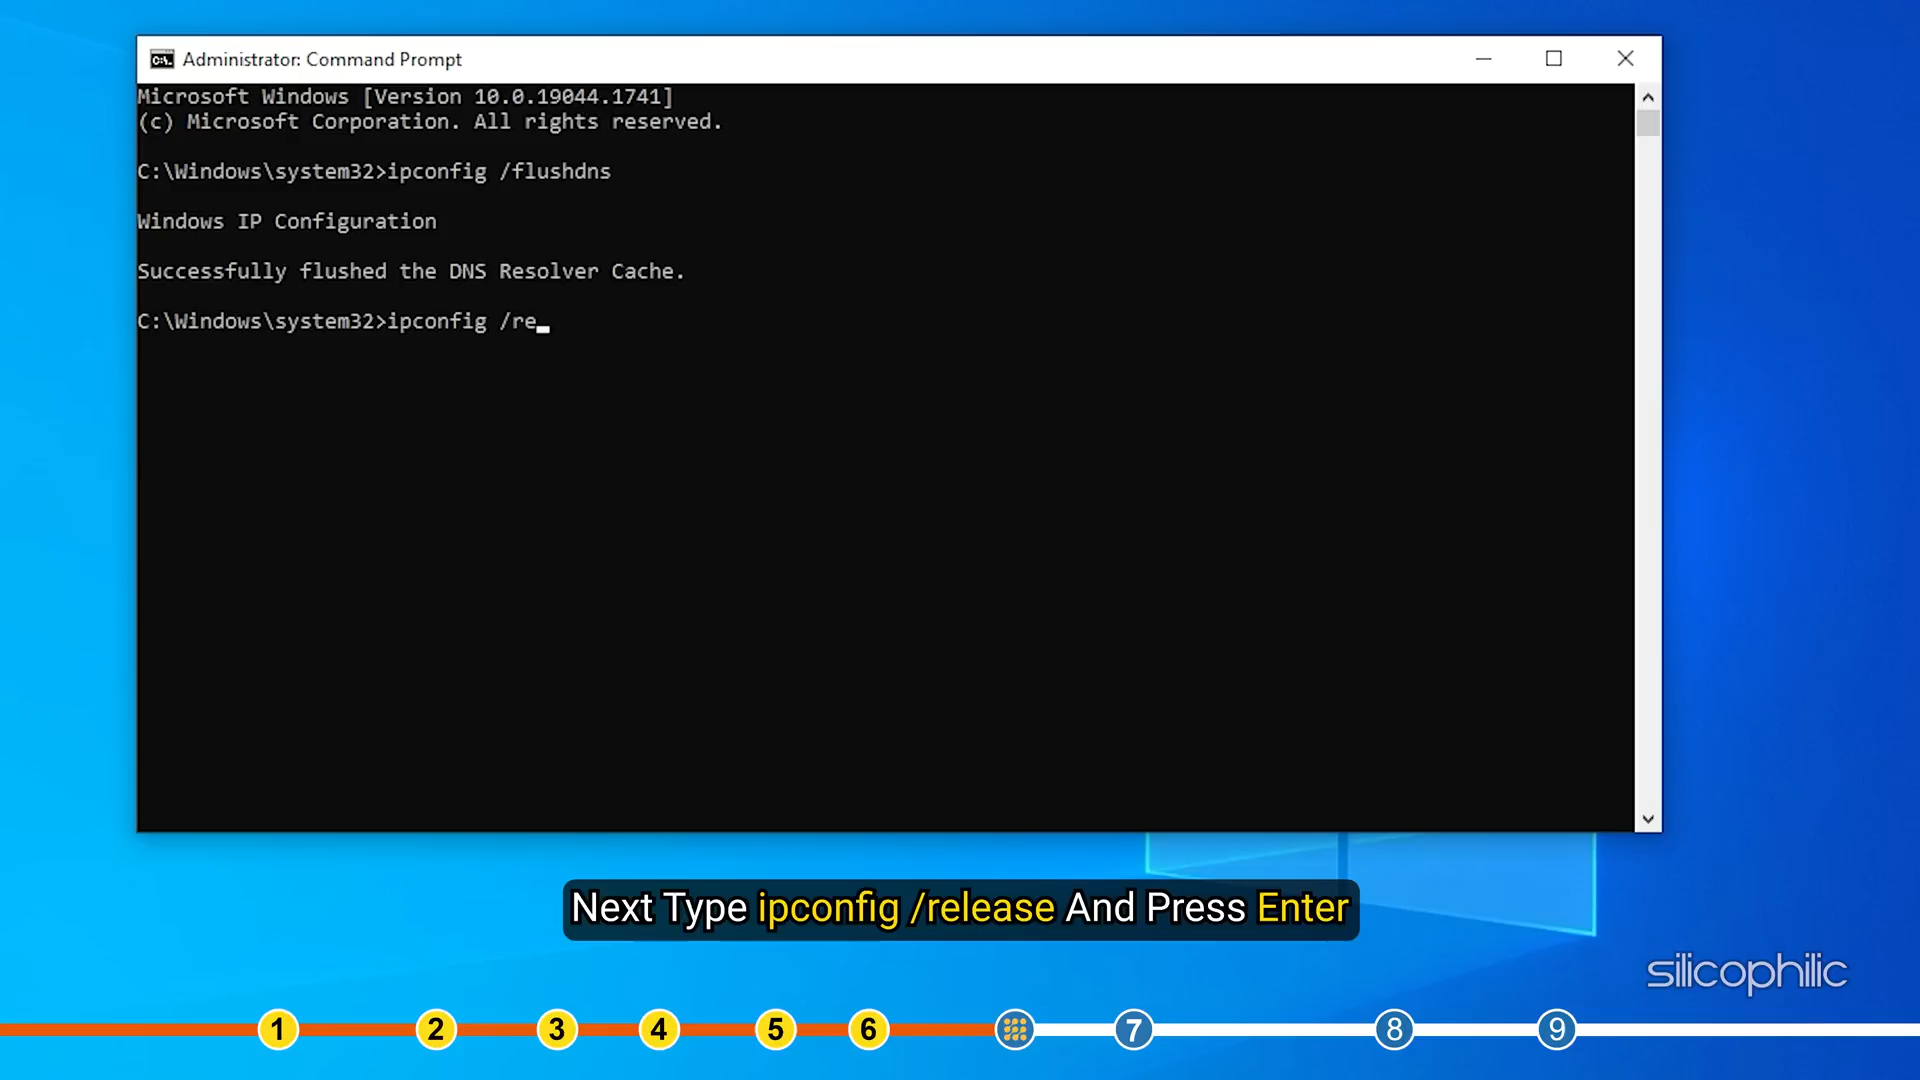 Administrator: Command Prompt
Microsoft Windows [Version 10.0.19044.1741]
(c) Microsoft Corporation. All rights reserved.
C:\Windows\system32>ipconfig /flushdns
Windows IP Configuration
Successfully flushed the DNS Resolver Cache.
C:\Windows\system32>ipconfig /re
Next Type ipconfig /release And Press Enter
silicophilic
1 2 3 4 5 6 7 8 9